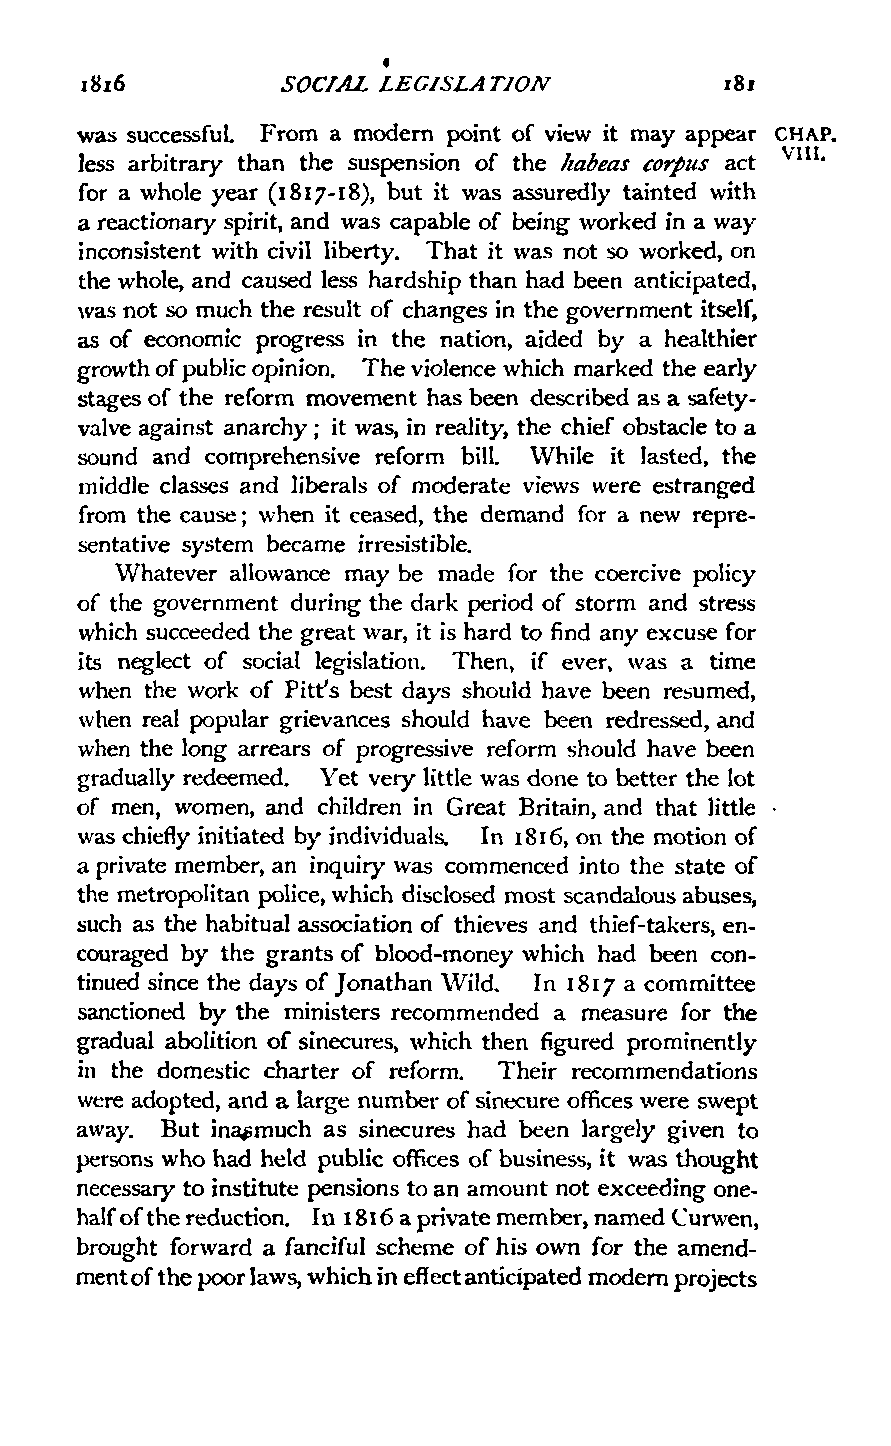 1816 SOCIAL LEGISLATION 181
was successful. From a modern point of view it may appear CHAP.
less arbitrary than the suspension of the habeas corpus act VIII.
for a whole year (1817-18), but it was assuredly tainted with
a reactionary spirit, and was capable of being worked in a way
inconsistent with civil liberty. That it was not so worked, on
the whole, and caused less hardship than had been anticipated,
was not so much the result of changes in the government itself,
as of economic progress in the nation, aided by a healthier
growth of public opinion. The violence which marked the early
stages of the reform movement has been described as a safety-
valve against anarchy; it was, in reality, the chief obstacle to a
sound and comprehensive reform bill. While it lasted, the
middle classes and liberals of moderate views were estranged
from the cause; when it ceased, the demand for a new repre-
sentative system became irresistible.
Whatever allowance may be made for the coercive policy
of the government during the dark period of storm and stress
which succeeded the great war, it is hard to find any excuse for
its neglect of social legislation. Then, if ever, was a time
when the work of Pitt's best days should have been resumed,
when real popular grievances should have been redressed, and
when the long arrears of progressive reform should have been
gradually redeemed. Yet very little was done to better the lot
of men, women, and children in Great Britain, and that little
was chiefly initiated by individuals. In 1816, on the motion of
a private member, an inquiry was commenced into the state of
the metropolitan police, which disclosed most scandalous abuses,
such as the habitual association of thieves and thief-takers, en-
couraged by the grants of blood-money which had been con-
tinued since the days of Jonathan Wild. In 1817 a committee
sanctioned by the ministers recommended a measure for the
gradual abolition of sinecures, which then figured prominently
in the domestic charter of reform. Their recommendations
were adopted, and a large number of sinecure offices were swept
away. But inasmuch as sinecures had been largely given to
persons who had held public offices of business, it was thought
necessary to institute pensions to an amount not exceeding one-
half of the reduction. In 1816 a private member, named Curwen,
brought forward a fanciful scheme of his own for the amend-
ment of the poor laws, which in effect anticipated modern projects